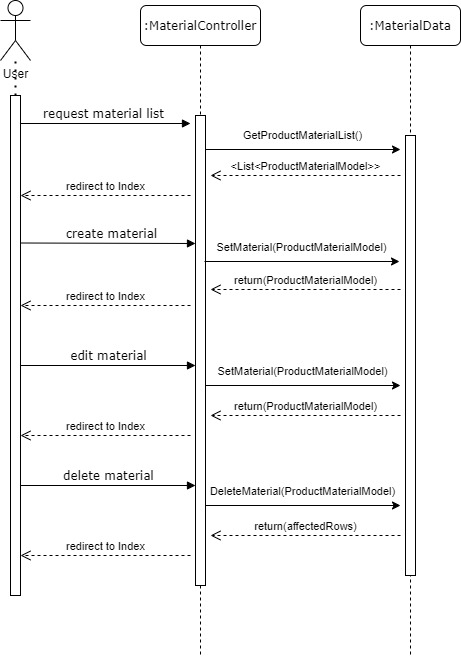 :MaterialController
:MaterialData
User
request material list
GetProductMaterialList()
<List<ProductMaterialModel>>
redirect to Index
create material
SetMaterial(ProductMaterialModel)
return(ProductMaterialModel)
redirect to Index
edit material
SetMaterial(ProductMaterialModel)
return(ProductMaterialModel)
redirect to Index
delete material
DeleteMaterial(ProductMaterialModel)
return(affectedRows)
redirect to Index